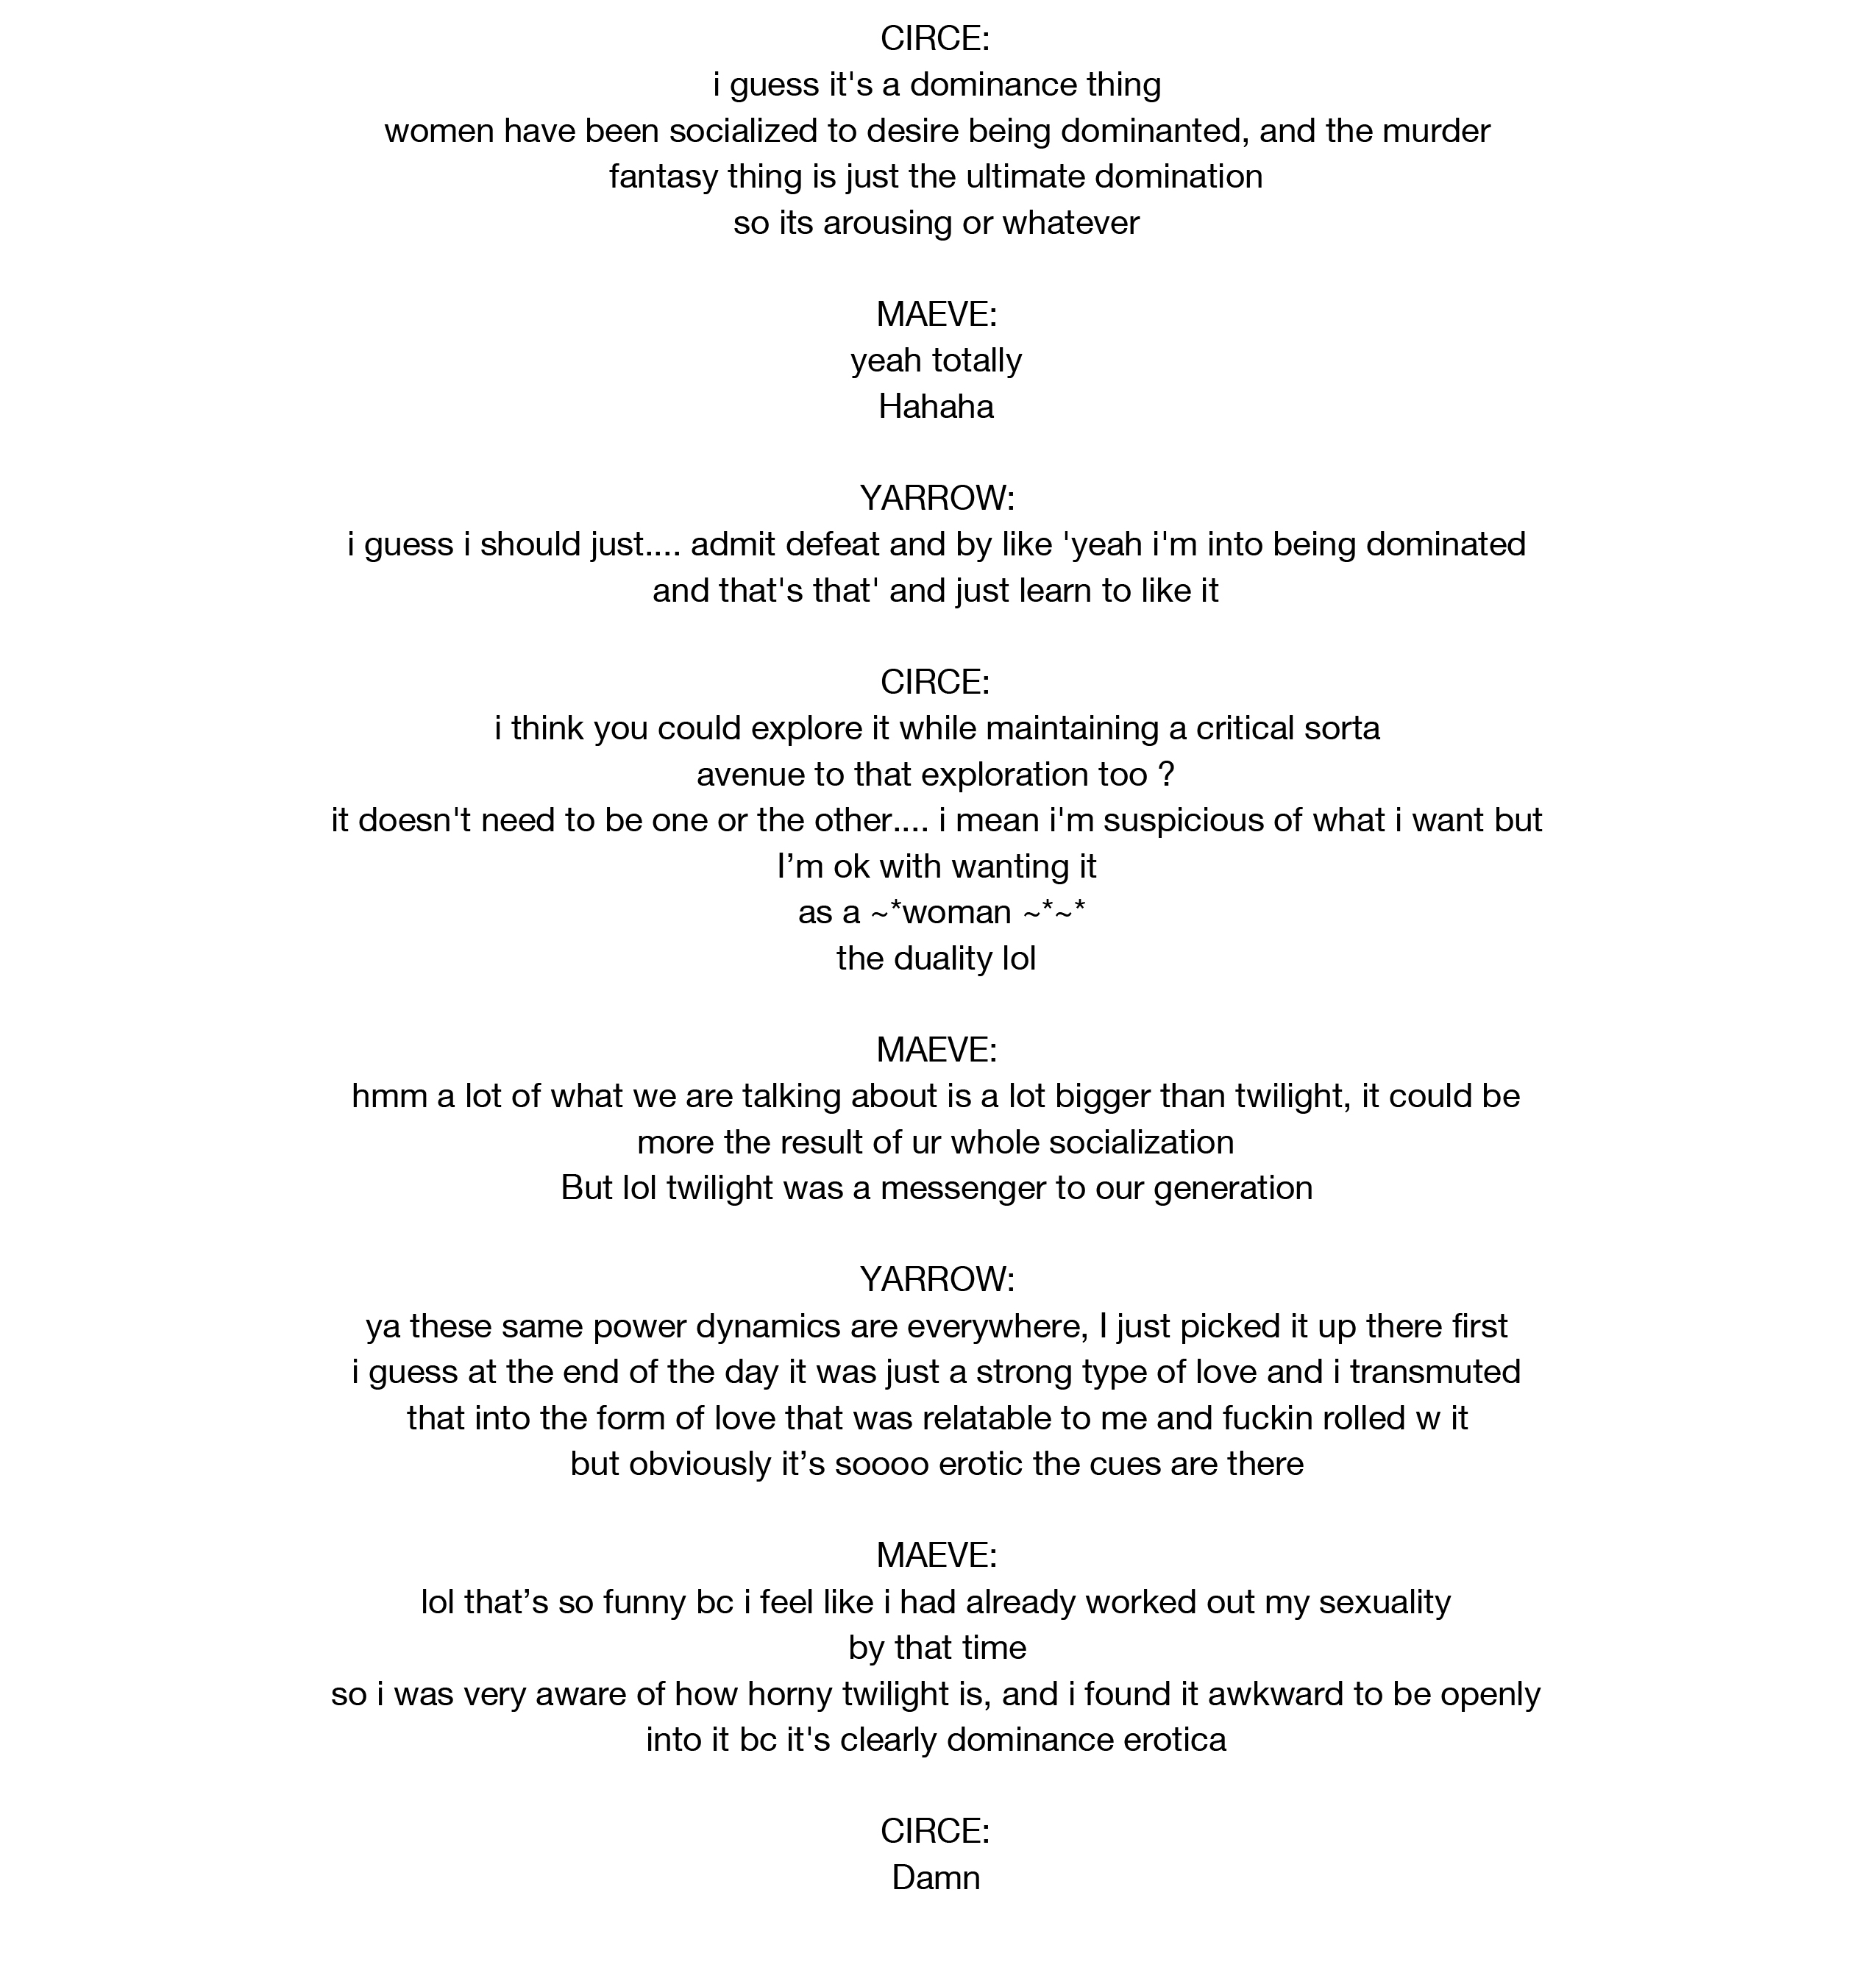 CIRCE:
i guess it's a dominance thing
women have been socialized to desire being dominanted, and the murder
fantasy thing is just the ultimate domination
so its arousing or whatever
MAEVE:
yeah totally
Hahaha
YARROW:
i guess i should just.... admit defeat and by like 'yeah i'm into being dominated
and that's that' and just learn to like it
CIRCE:
i think you could explore it while maintaining a critical sorta
avenue to that exploration too ?
it doesn't need to be one or the other.... i mean i'm suspicious of what i want but
I’m ok with wanting it
as a ~*woman ~*~*
the duality lol
MAEVE:
hmm a lot of what we are talking about is a lot bigger than twilight, it could be
more the result of ur whole socialization
But lol twilight was a messenger to our generation
YARROW:
ya these same power dynamics are everywhere, I just picked it up there first
i guess at the end of the day it was just a strong type of love and i transmuted
that into the form of love that was relatable to me and fuckin rolled w it
but obviously it’s soooo erotic the cues are there
MAEVE:
lol that’s so funny bc i feel like i had already worked out my sexuality
by that time
so i was very aware of how horny twilight is, and i found it awkward to be openly
into it bc it's clearly dominance erotica
CIRCE:
Damn